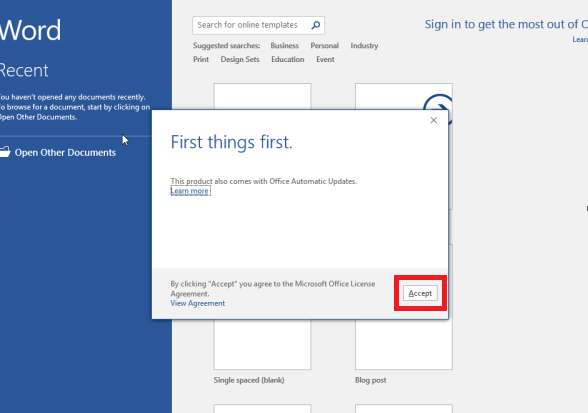 Word
Recent
You haven't opened any documents recently.
To browse for a document, start by clicking on
Open Other Documents.
Open Other Documents
Search for online templates
Suggested searches: Business Personal Industry
Print Design Sets Education Event
Sign in to get the most out of
First things first.
This product also comes with Office Automatic Updates.
Learn more
By clicking "Accept" you agree to the Microsoft Office License
Agreement.
View Agreement
Accept
Single spaced (blank)
Blog post